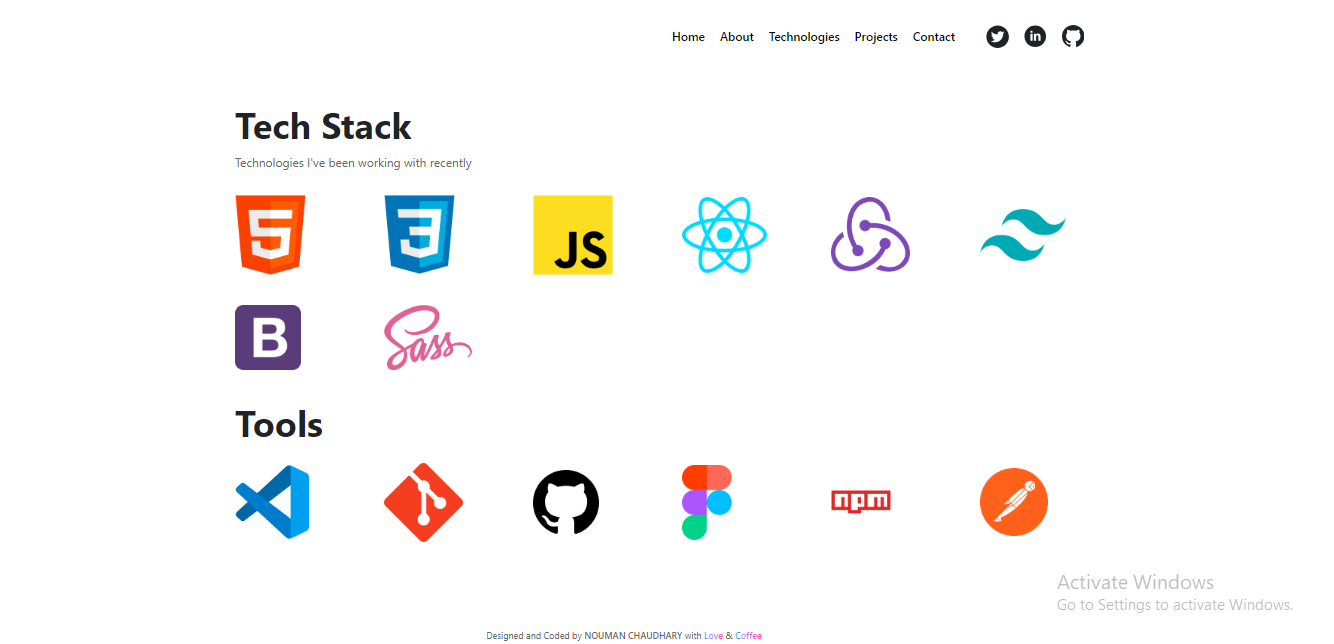 Home About Technologies Projects Contact
in
Tech Stack
Technologies I've been working with recently
5 3 JS
B Sass
Tools
npm
Activate Windows
Go to Settings to activate Windows.
Designed and Coded by NOUMAN CHAUDHARY with Love & Coffee